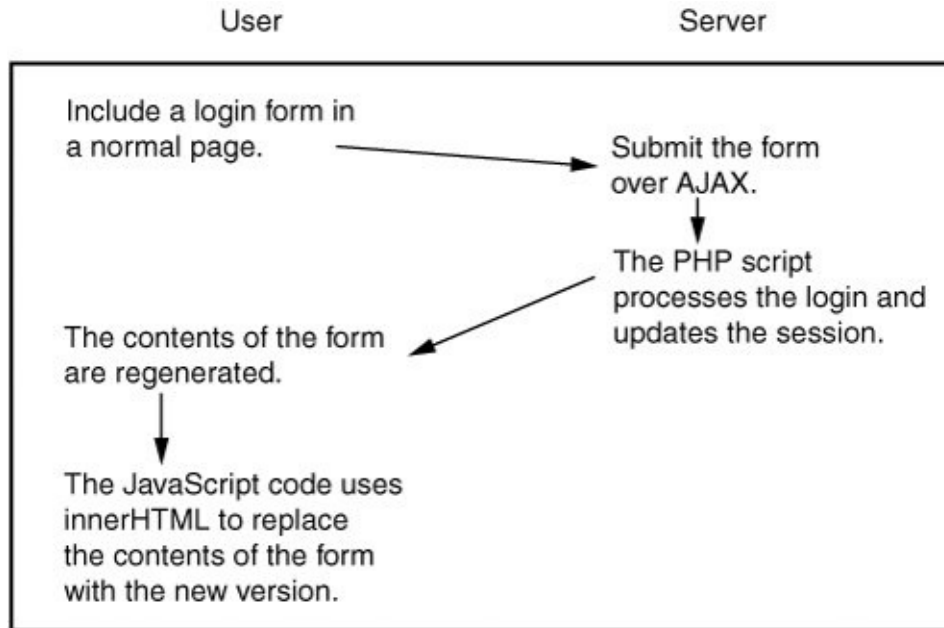 User
Server
Include a login form in
a normal page.
Submit the form
over AJAX.
The PHP script
processes the login and
updates the session.
The contents of the form
are regenerated.
The JavaScript code uses
innerHTML to replace
the contents of the form
with the new version.